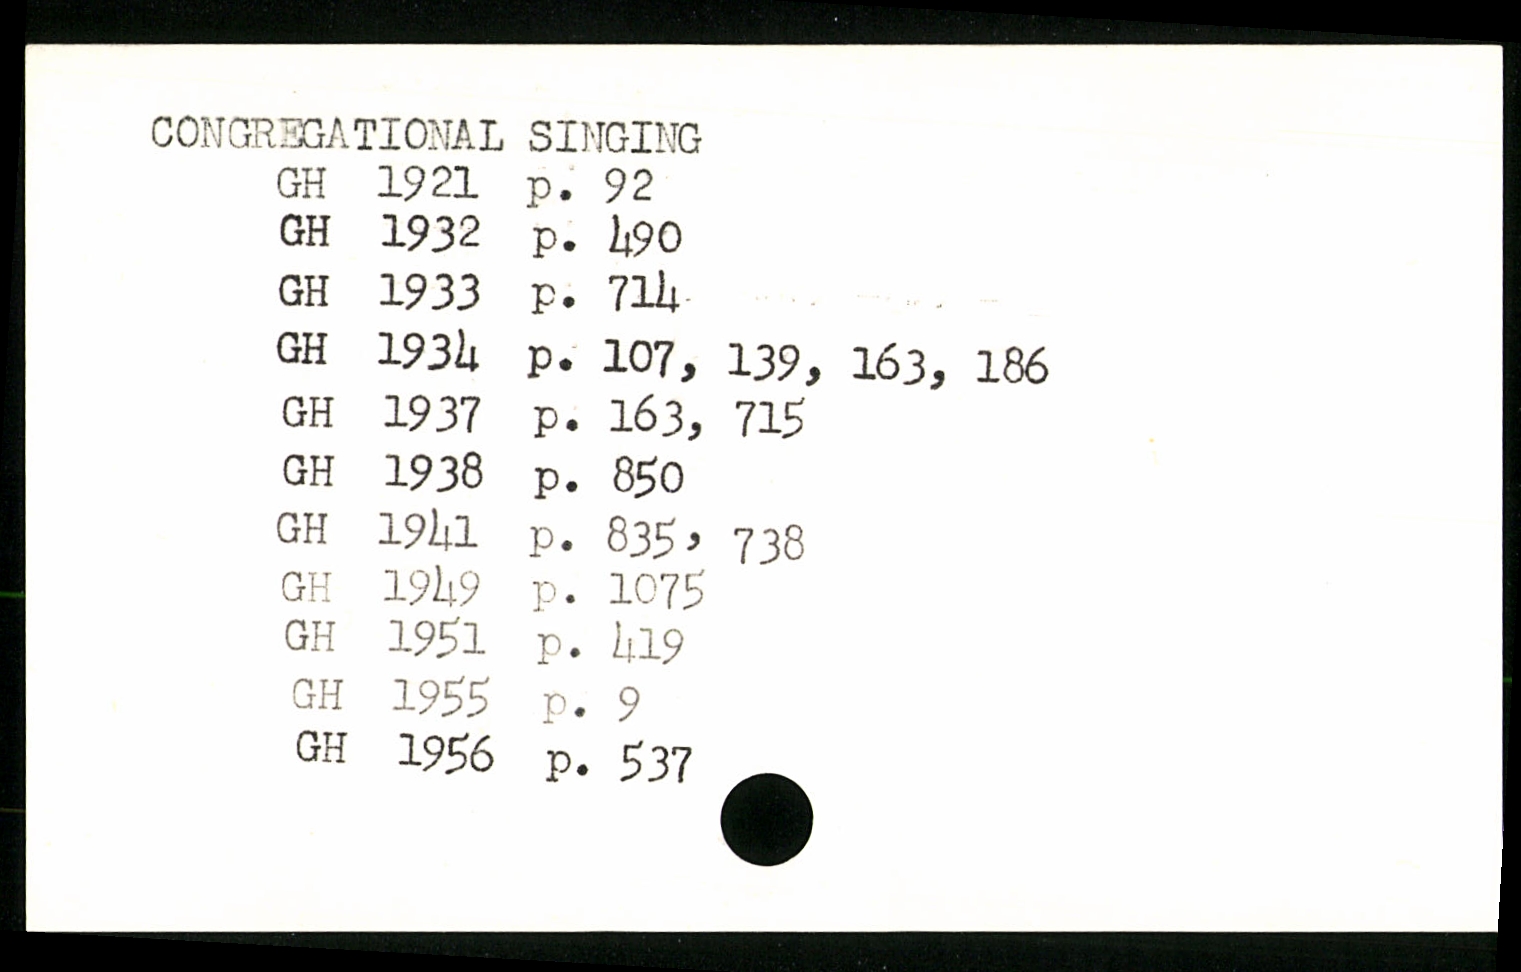 CONGREGATIONAL SINGING
GH 1921 p. 92
GH 1932 p. 490
GH 1933 p. 714
GH 1934 p. 107, 139, 163, 186
GH 1937 p. 163, 715
GH 1938 p. 850
GH 1941 p. 835, 738
GH 1949 p. 1075
GH 1951 p. 419
GH 1955 p. 9
GH 1956 p. 537